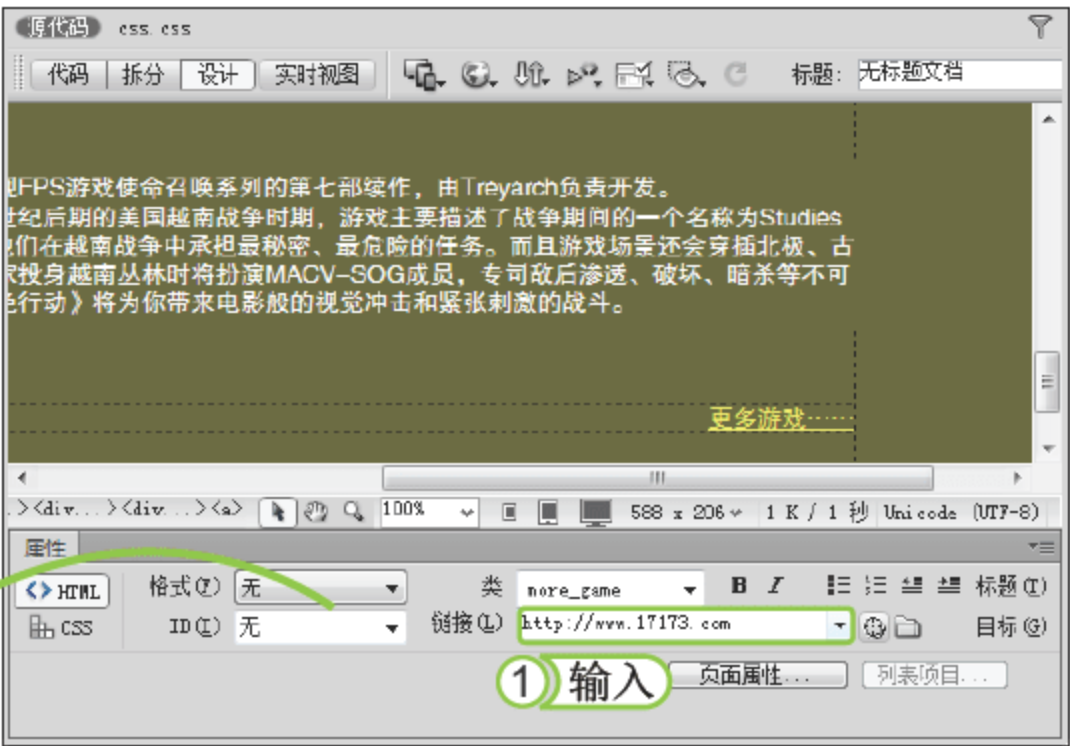 源代码 css.css
代码 拆分 设计 实时视图 标题: 无标题文档
FPS游戏使命召唤系列的第七部续作，由Treyarch负责开发。
世纪后期的美国越南战争时期，游戏主要描述了战争期间的一个名称为Studies
们在越南战争中承担最秘密、最危险的任务。而且游戏场景还会穿插北极、古
家投身越南丛林时将扮演MACV-SOG成员，专司敌后渗透、破坏、暗杀等不可
色行动》将为你带来电影般的视觉冲击和紧张刺激的战斗。
更多游戏······
..><div...><div...><a> 100% 588 x 206 1 K / 1 秒 Unicode (UTF-8)
属性
<> HTML 格式(F) 无 类 more_game B I 标题(T)
CSS ID(I) 无 链接(L) http://www.17173.com 目标(G)
① 输入 页面属性... 列表项目...